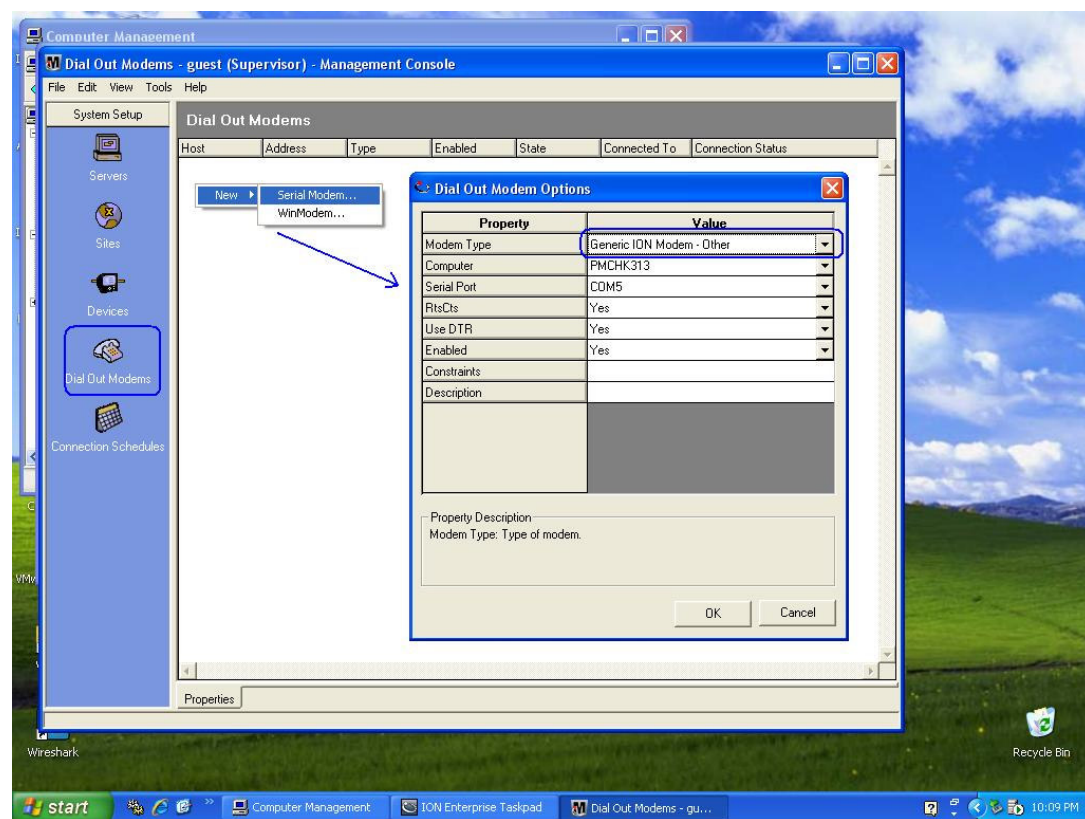 Computer Management
Dial Out Modems - guest (Supervisor) - Management Console
File Edit View Tools Help
System Setup
Dial Out Modems
Host Address Type Enabled State Connected To Connection Status
Servers
Sites
Devices
Dial Out Modems
Connection Schedules
New Serial Modem...
WinModem...
Dial Out Modem Options
Property Value
Modem Type Generic ION Modem - Other
Computer PMCHK313
Serial Port COM5
RtsCts Yes
Use DTR Yes
Enabled Yes
Constraints
Description
Property Description
Modem Type: Type of modem.
OK Cancel
Properties
Wireshark
Recycle Bin
start Computer Management ION Enterprise Taskpad Dial Out Modems - gu... 10:09 PM